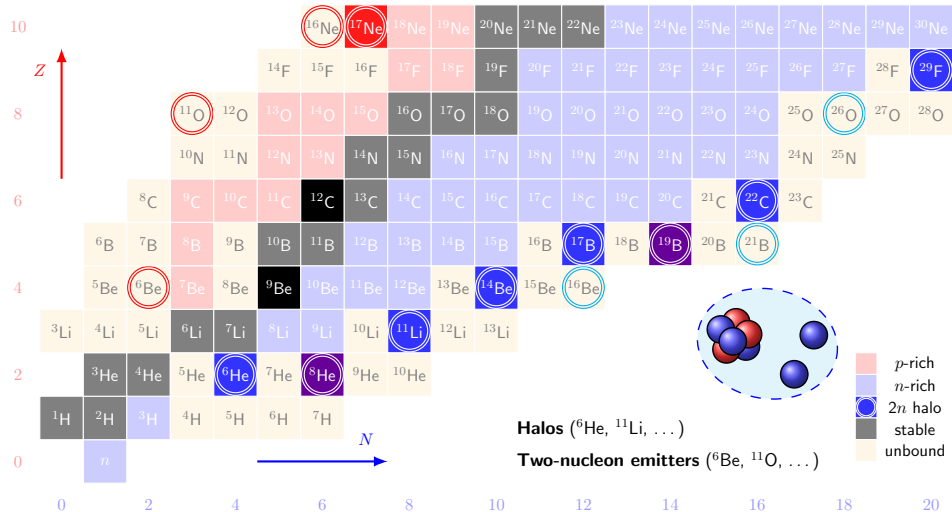 10 ¹⁶Ne ¹⁷Ne ¹⁸Ne ¹⁹Ne ²⁰Ne ²¹Ne ²²Ne ²³Ne ²⁴Ne ²⁵Ne ²⁶Ne ²⁷Ne ²⁸Ne ²⁹Ne ³⁰Ne
Z ¹⁴F ¹⁵F ¹⁶F ¹⁷F ¹⁸F ¹⁹F ²⁰F ²¹F ²²F ²³F ²⁴F ²⁵F ²⁶F ²⁷F ²⁸F ²⁹F
8 ¹¹O ¹²O ¹³O ¹⁴O ¹⁵O ¹⁶O ¹⁷O ¹⁸O ¹⁹O ²⁰O ²¹O ²²O ²³O ²⁴O ²⁵O ²⁶O ²⁷O ²⁸O
¹⁰N ¹¹N ¹²N ¹³N ¹⁴N ¹⁵N ¹⁶N ¹⁷N ¹⁸N ¹⁹N ²⁰N ²¹N ²²N ²³N ²⁴N ²⁵N
6 ⁸C ⁹C ¹⁰C ¹¹C ¹²C ¹³C ¹⁴C ¹⁵C ¹⁶C ¹⁷C ¹⁸C ¹⁹C ²⁰C ²¹C ²²C ²³C
⁶B ⁷B ⁸B ⁹B ¹⁰B ¹¹B ¹²B ¹³B ¹⁴B ¹⁵B ¹⁶B ¹⁷B ¹⁸B ¹⁹B ²⁰B ²¹B
4 ⁵Be ⁶Be ⁷Be ⁸Be ⁹Be ¹⁰Be ¹¹Be ¹²Be ¹³Be ¹⁴Be ¹⁵Be ¹⁶Be
³Li ⁴Li ⁵Li ⁶Li ⁷Li ⁸Li ⁹Li ¹⁰Li ¹¹Li ¹²Li ¹³Li
2 ³He ⁴He ⁵He ⁶He ⁷He ⁸He ⁹He ¹⁰He
¹H ²H ³H ⁴H ⁵H ⁶H ⁷H
0 n
N
0 2 4 6 8 10 12 14 16 18 20
Halos (⁶He, ¹¹Li, . . . )
Two-nucleon emitters (⁶Be, ¹¹O, . . . )
p-rich
n-rich
2n halo
stable
unbound